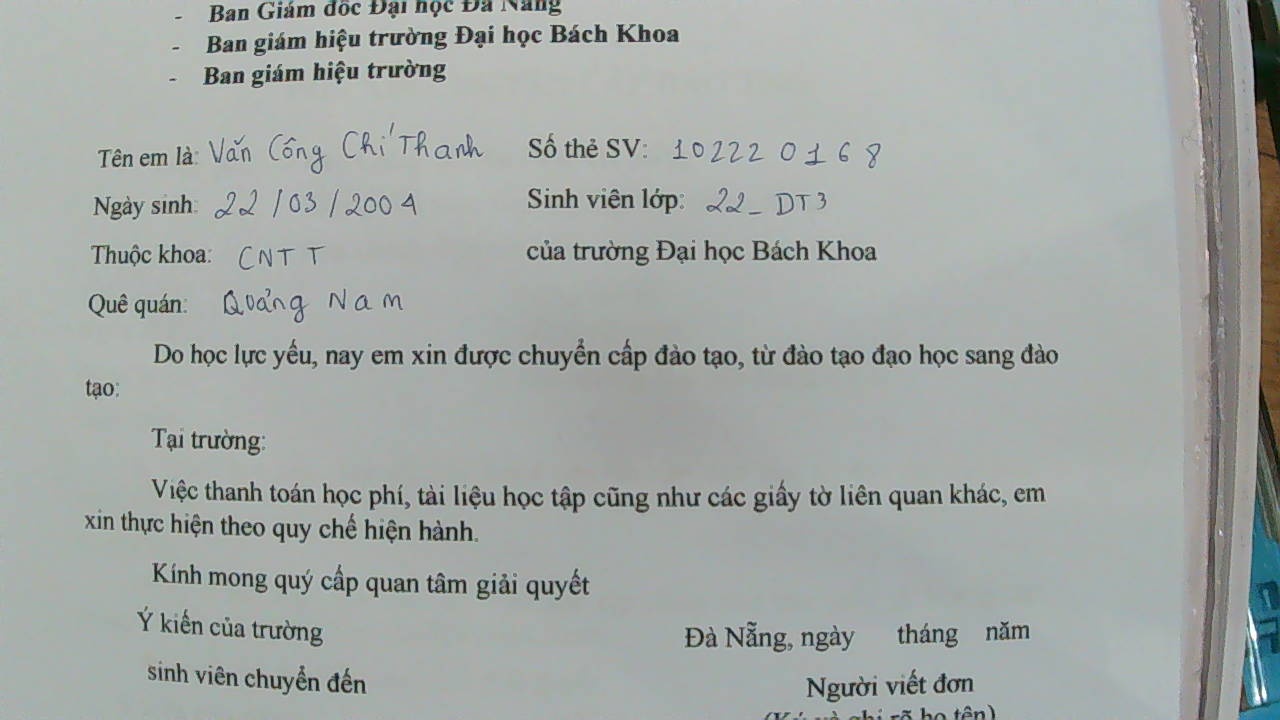 - Ban Giám đốc Đại học Đà Nẵng
- Ban giám hiệu trường Đại học Bách Khoa
- Ban giám hiệu trường
Tên em là: Văn Công Chí Thanh Số thẻ SV: 102220168
Ngày sinh: 22/03/2004 Sinh viên lớp: 22_DT3
Thuộc khoa: CNTT của trường Đại học Bách Khoa
Quê quán: Quảng Nam
Do học lực yếu, nay em xin được chuyển cấp đào tạo, từ đào tạo đạo học sang đào
tạo:
Tại trường:
Việc thanh toán học phí, tài liệu học tập cũng như các giấy tờ liên quan khác, em
xin thực hiện theo quy chế hiện hành.
Kính mong quý cấp quan tâm giải quyết
Ý kiến của trường Đà Nẵng, ngày tháng năm
sinh viên chuyển đến Người viết đơn
(Ký và ghi rõ họ tên)